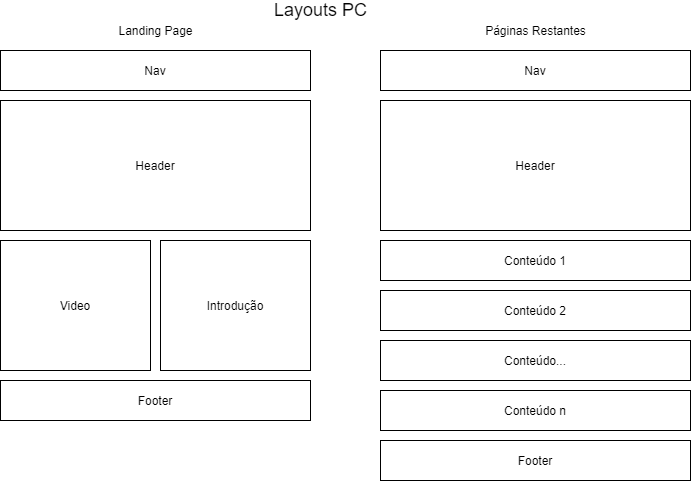 Layouts PC
Landing Page
Nav
Header
Video
Introdução
Footer
Páginas Restantes
Nav
Header
Conteúdo 1
Conteúdo 2
Conteúdo...
Conteúdo n
Footer